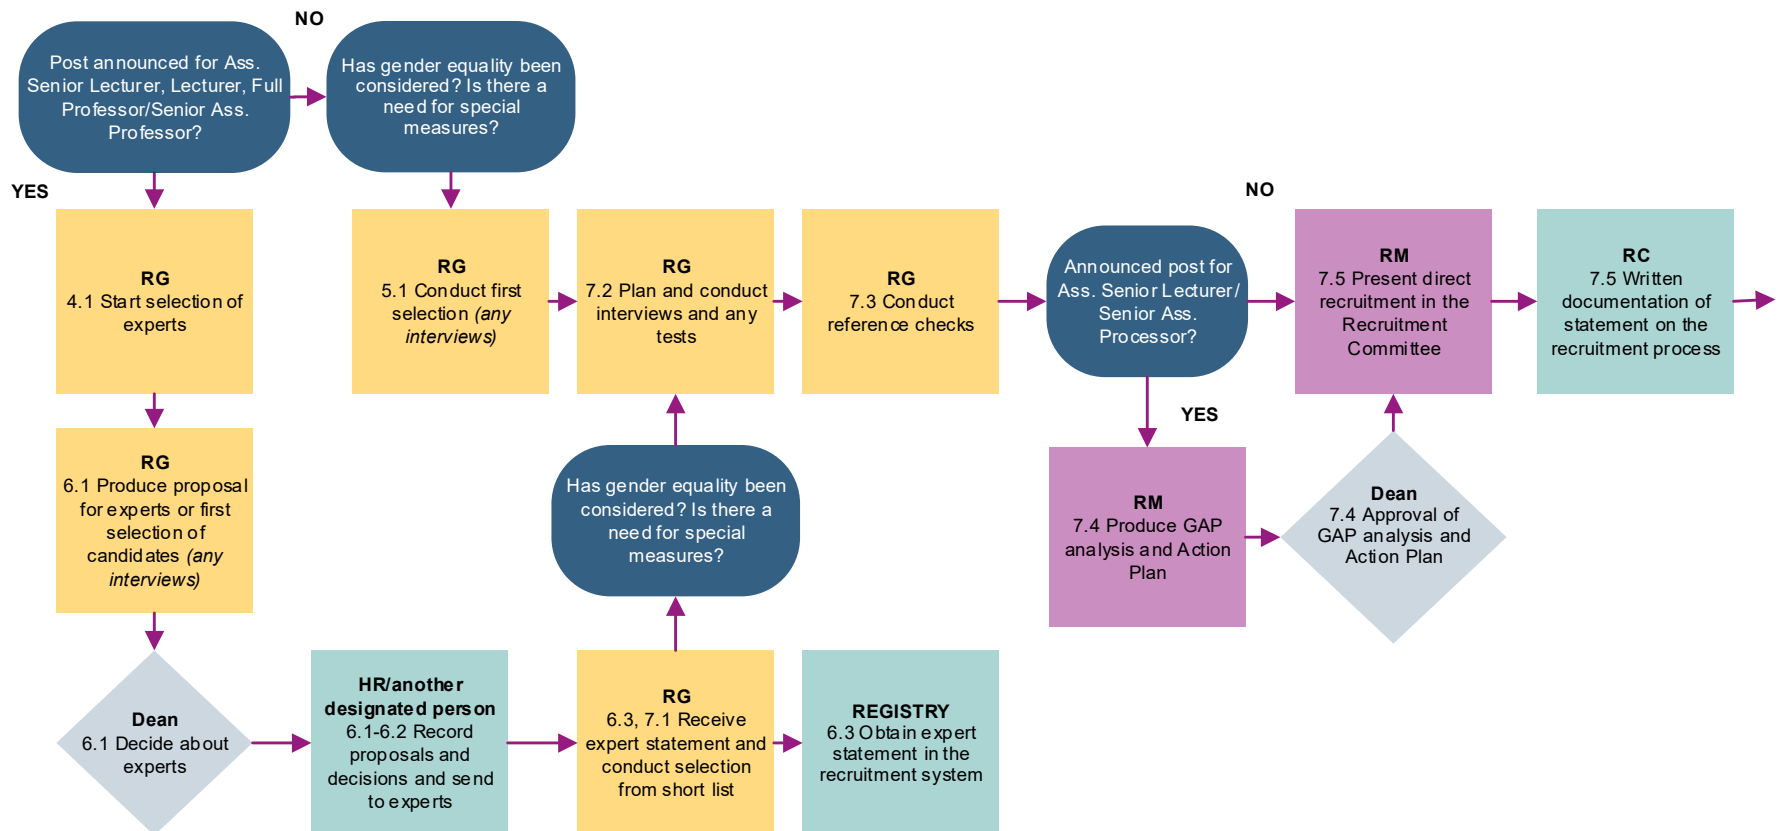 NO
Post announced for Ass.
Senior Lecturer, Lecturer, Full
Professor/Senior Ass.
Professor?
Has gender equality been
considered? Is there a
need for special
measures?
YES
RG
4.1 Start selection of
experts
RG
5.1 Conduct first
selection (any
interviews)
RG
7.2 Plan and conduct
interviews and any
tests
RG
7.3 Conduct
reference checks
Announced post for
Ass. Senior Lecturer/
Senior Ass.
Processor?
NO
RM
7.5 Present direct
recruitment in the
Recruitment
Committee
RC
7.5 Written
documentation of
statement on the
recruitment process
YES
RG
6.1 Produce proposal
for experts or first
selection of
candidates (any
interviews)
Has gender equality been
considered? Is there a
need for special
measures?
RM
7.4 Produce GAP
analysis and Action
Plan
Dean
7.4 Approval of
GAP analysis and
Action Plan
Dean
6.1 Decide about
experts
HR/another
designated person
6.1-6.2 Record
proposals and
decisions and send
to experts
RG
6.3, 7.1 Receive
expert statement and
conduct selection
from short list
REGISTRY
6.3 Obtain expert
statement in the
recruitment system